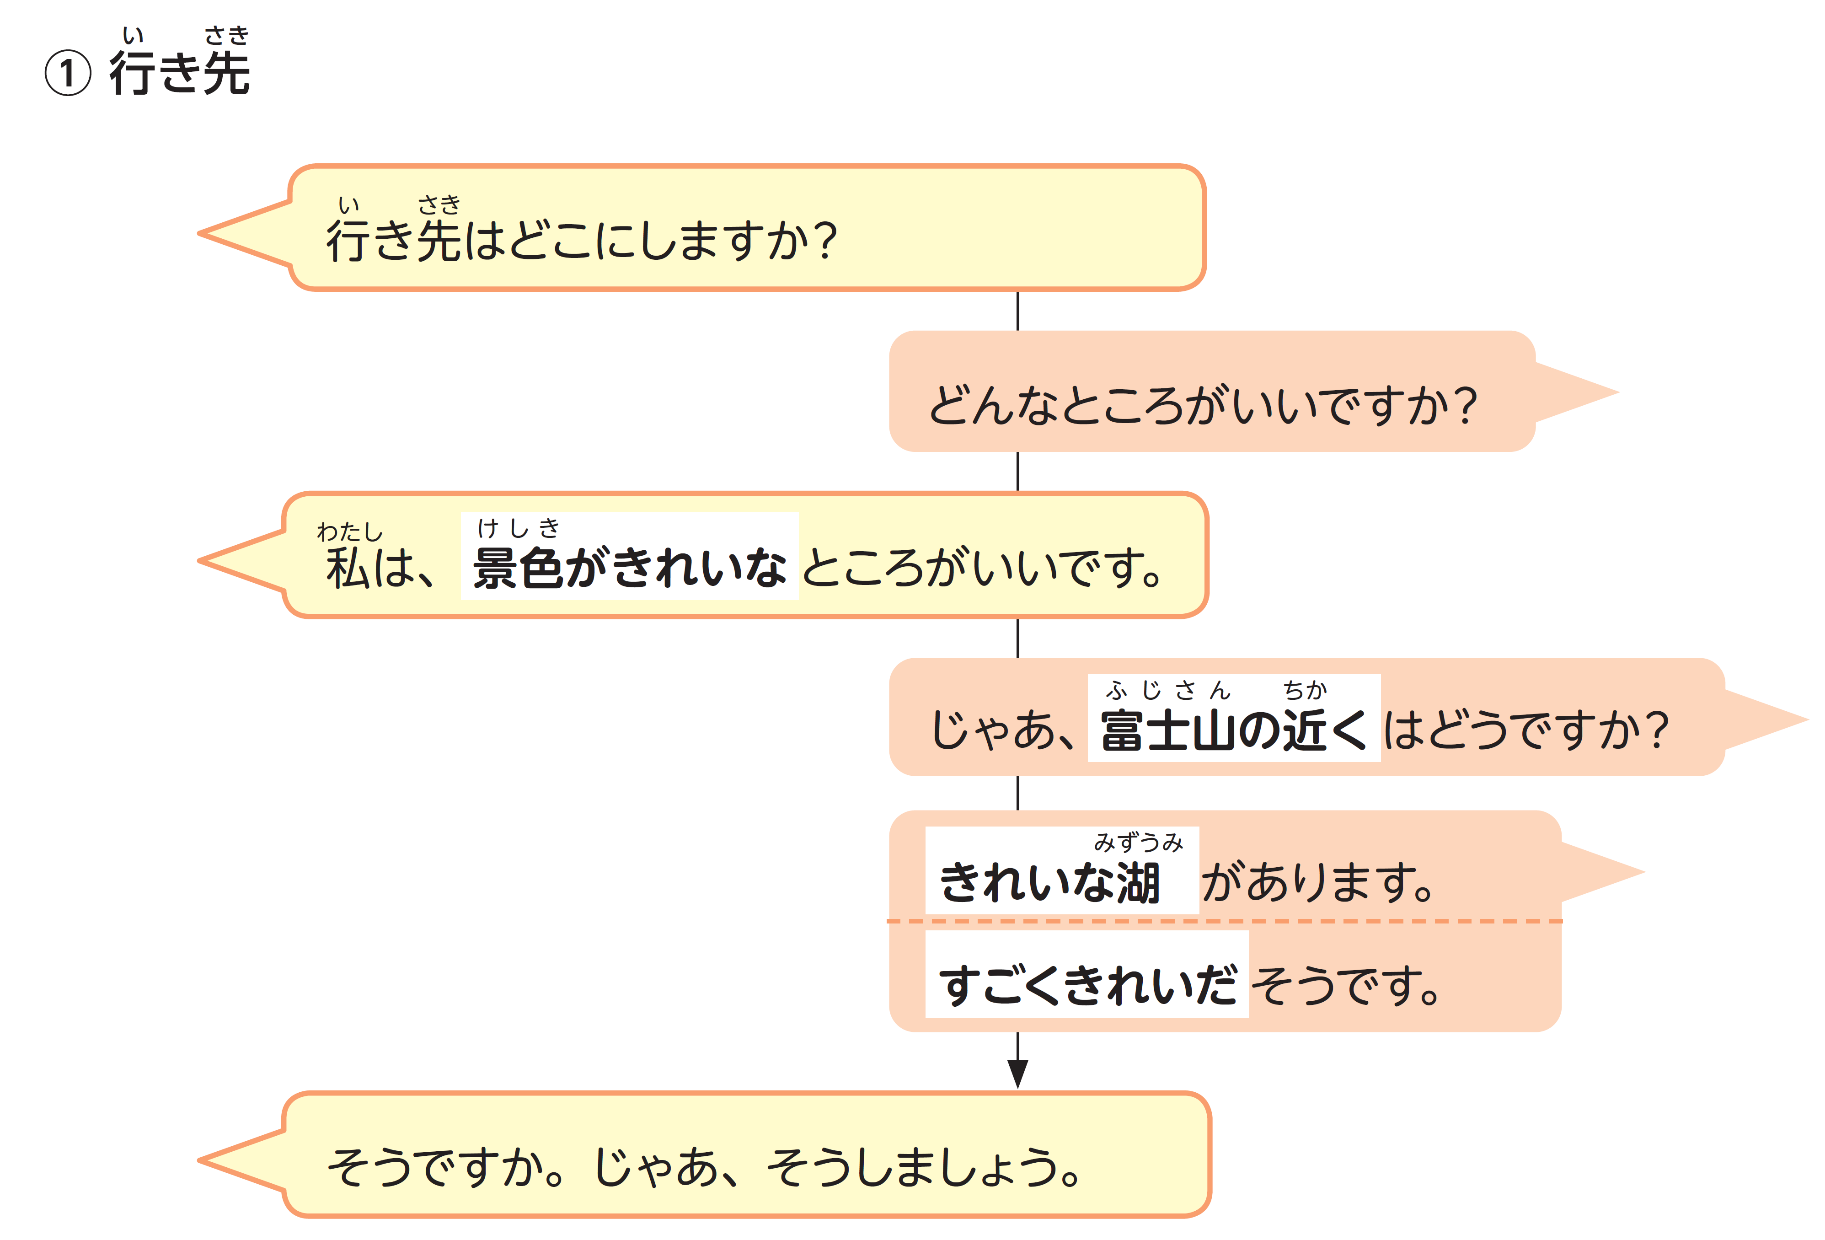 ① 行き先
行き先はどこにしますか？
どんなところがいいですか？
私は、景色がきれいなところがいいです。
じゃあ、富士山の近くはどうですか？
きれいな湖があります。
すごくきれいだそうです。
そうですか。じゃあ、そうしましょう。